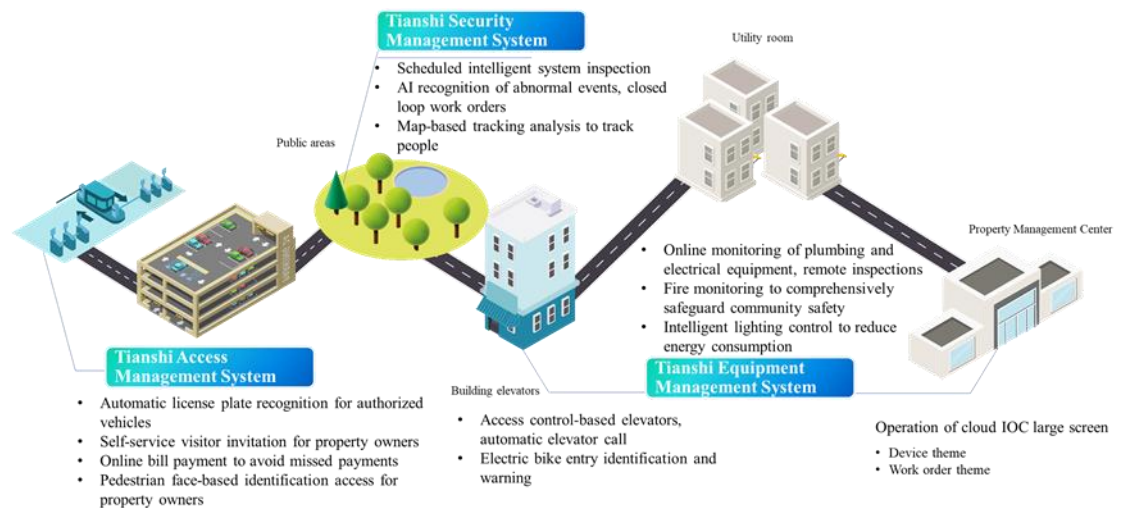 Tianshi Security
Management System
• Scheduled intelligent system inspection
• AI recognition of abnormal events, closed
loop work orders
• Map-based tracking analysis to track
people
Utility room
Public areas
Property Management Center
• Online monitoring of plumbing and
electrical equipment, remote inspections
• Fire monitoring to comprehensively
safeguard community safety
• Intelligent lighting control to reduce
energy consumption
Tianshi Access
Management System
• Automatic license plate recognition for authorized
vehicles
• Self-service visitor invitation for property owners
• Online bill payment to avoid missed payments
• Pedestrian face-based identification access for
property owners
Tianshi Equipment
Management System
Building elevators
• Access control-based elevators,
automatic elevator call
• Electric bike entry identification and
warning
Operation of cloud IOC large screen
• Device theme
• Work order theme